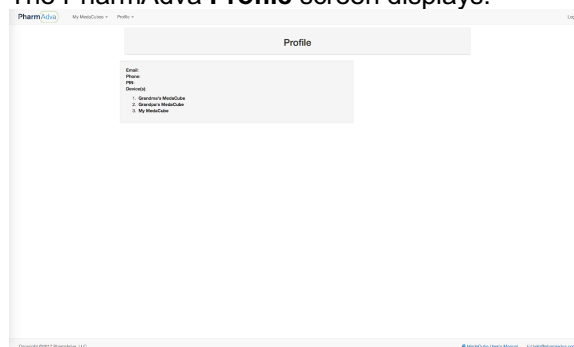 The PharmAdva Profile screen displays:
PharmAdva My MedaCubes Profile
Profile
Email:
Phone:
PIN:
Device(s)
1. Grandma's MedaCube
2. Grandpa's MedaCube
3. My MedaCube
MedaCube User's Manual